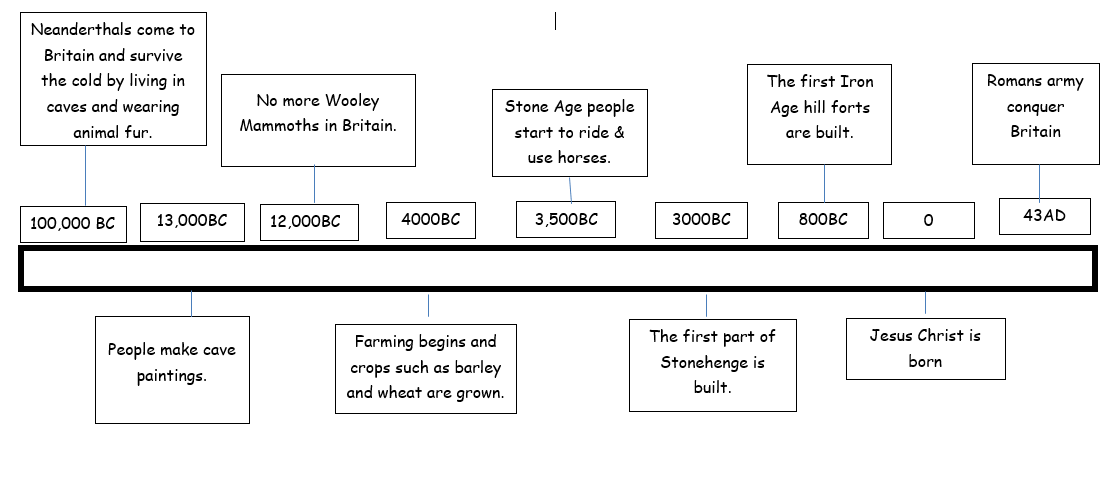 Neanderthals come to
Britain and survive
the cold by living in
caves and wearing
animal fur.
No more Wooley
Mammoths in Britain.
Stone Age people
start to ride &
use horses.
The first Iron
Age hill forts
are built.
Romans army
conquer
Britain
100,000 BC
13,000BC
12,000BC
4000BC
3,500BC
3000BC
800BC
0
43AD
People make cave
paintings.
Farming begins and
crops such as barley
and wheat are grown.
The first part of
Stonehenge is
built.
Jesus Christ is
born